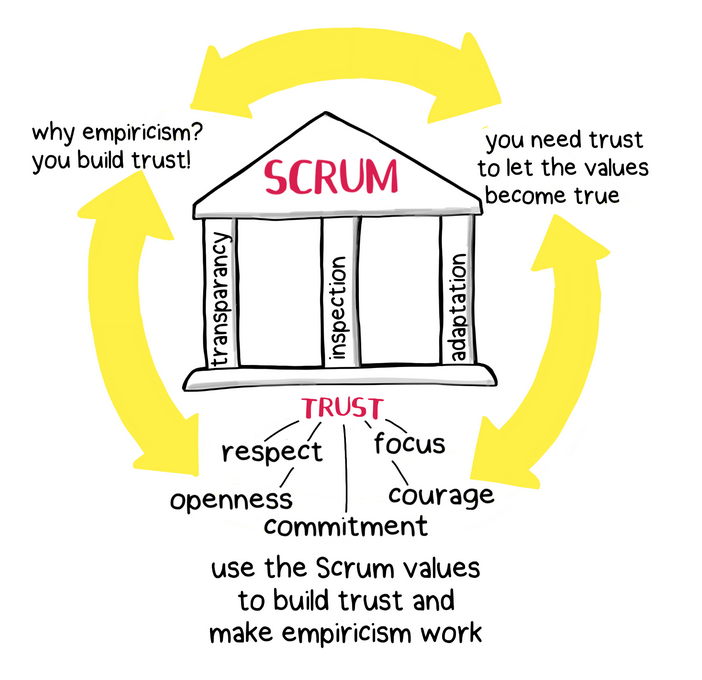 why empiricism?
you build trust!
you need trust
to let the values
become true
SCRUM
transparancy
inspection
adaptation
TRUST
respect
focus
openness
courage
commitment
use the Scrum values
to build trust and
make empiricism work